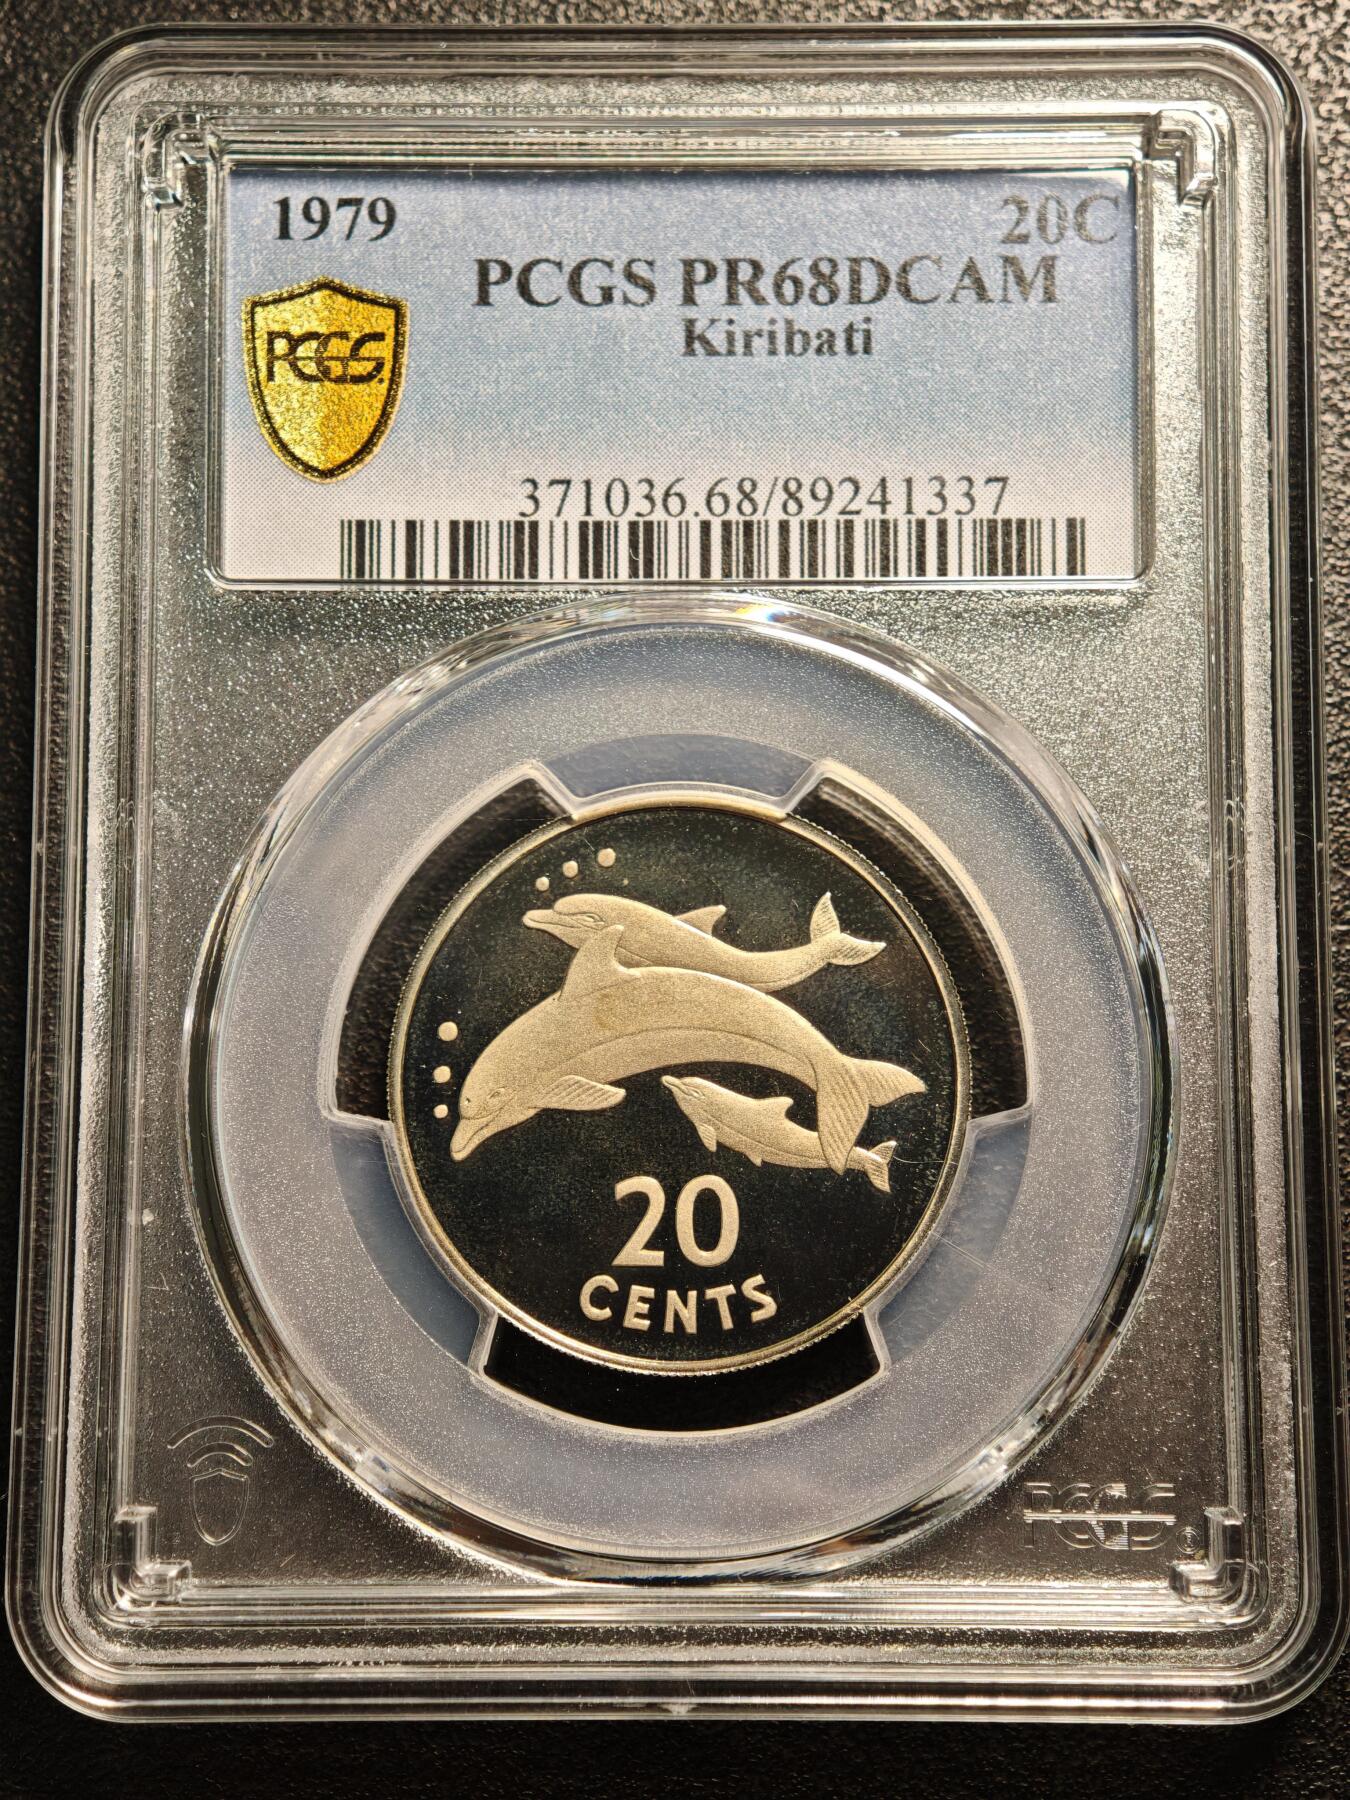 1979
20C
PCGS PR68DCAM
Kiribati
PCGS
371036.68/89241337
20
CENTS
PCGS